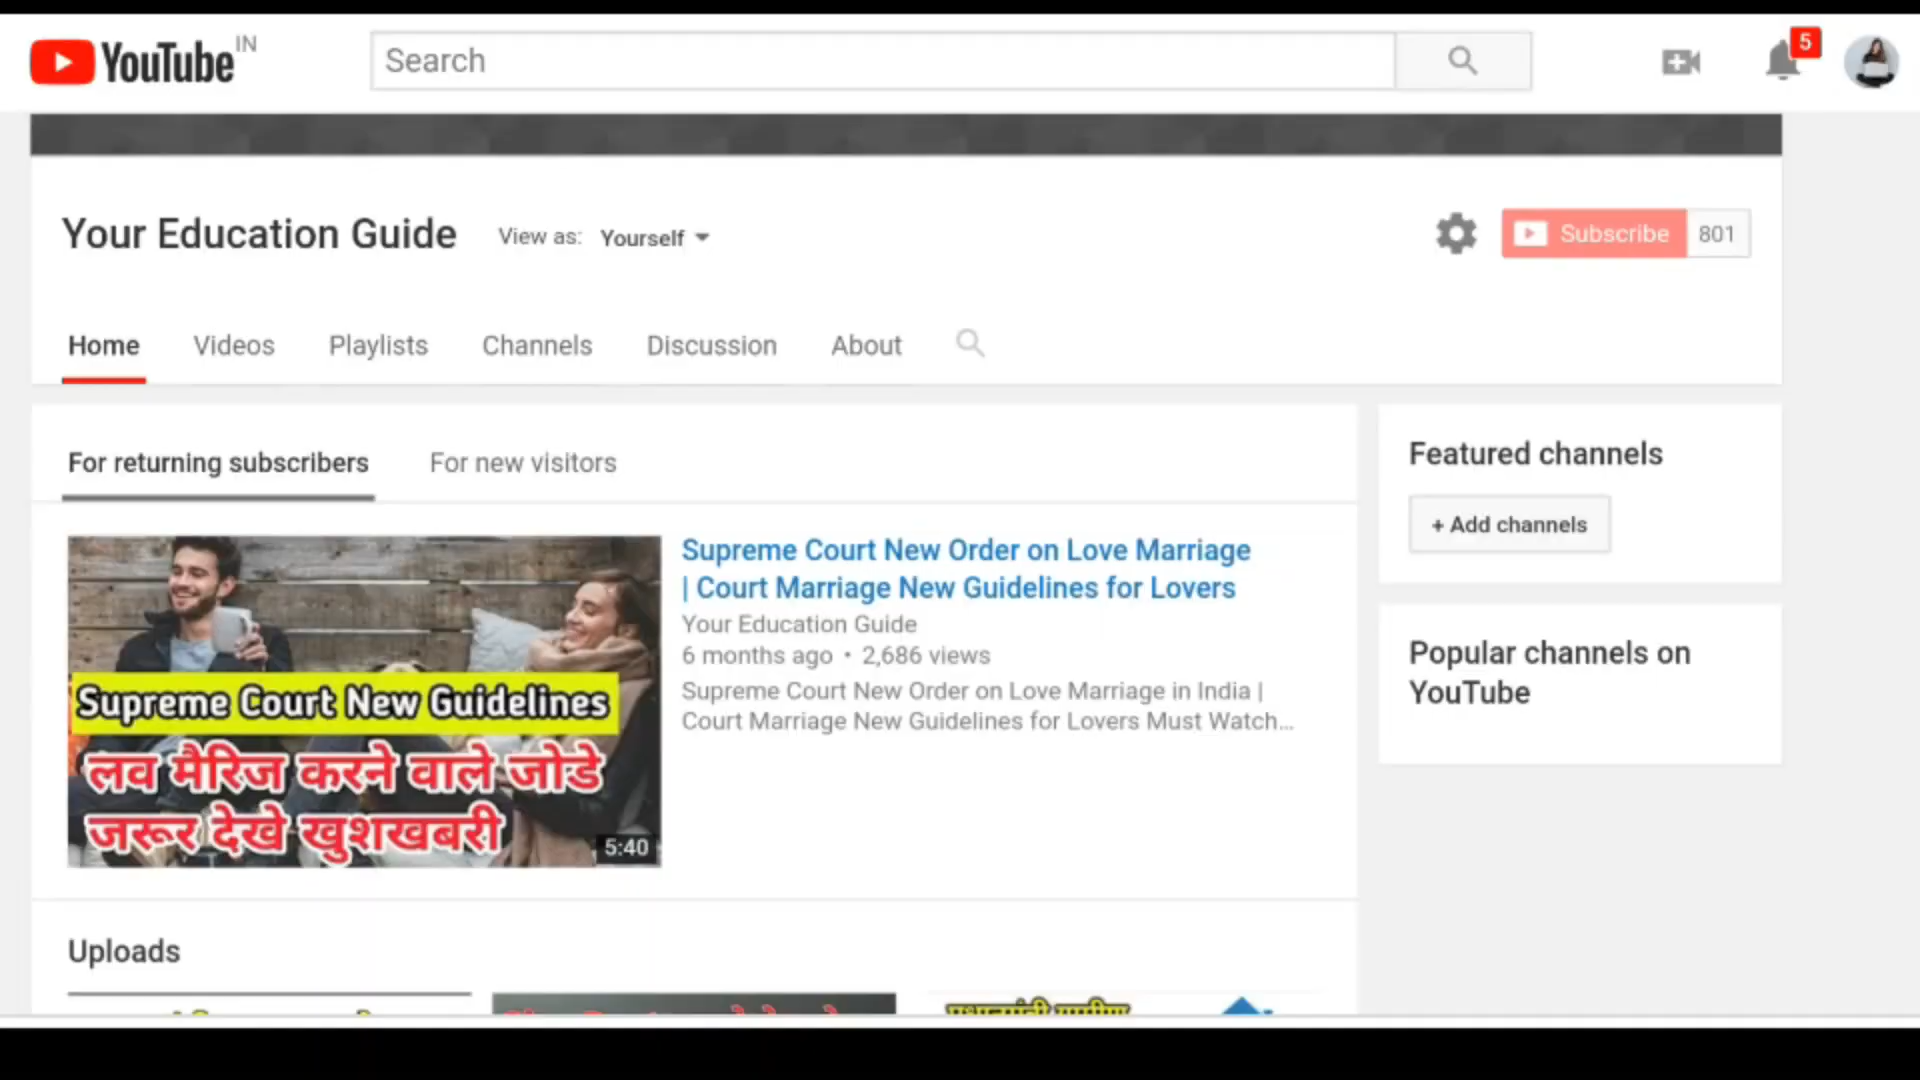 YouTube IN
Search
5
Your Education Guide
View as: Yourself
Subscribe 801
Home Videos Playlists Channels Discussion About
For returning subscribers For new visitors
Supreme Court New Guidelines
लव मैरिज करने वाले जोडे
जरूर देखे खुशखबरी
5:40
Supreme Court New Order on Love Marriage
| Court Marriage New Guidelines for Lovers
Your Education Guide
6 months ago • 2,686 views
Supreme Court New Order on Love Marriage in India |
Court Marriage New Guidelines for Lovers Must Watch...
Featured channels
+ Add channels
Popular channels on
YouTube
Uploads